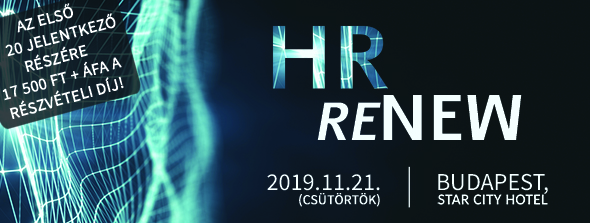 AZ ELSŐ
20 JELENTKEZŐ
RÉSZÉRE
17 500 FT + ÁFA A
RÉSZVÉTELI DÍJ!
HR
RENEW
2019.11.21.
(CSÜTÖRTÖK)
BUDAPEST,
STAR CITY HOTEL